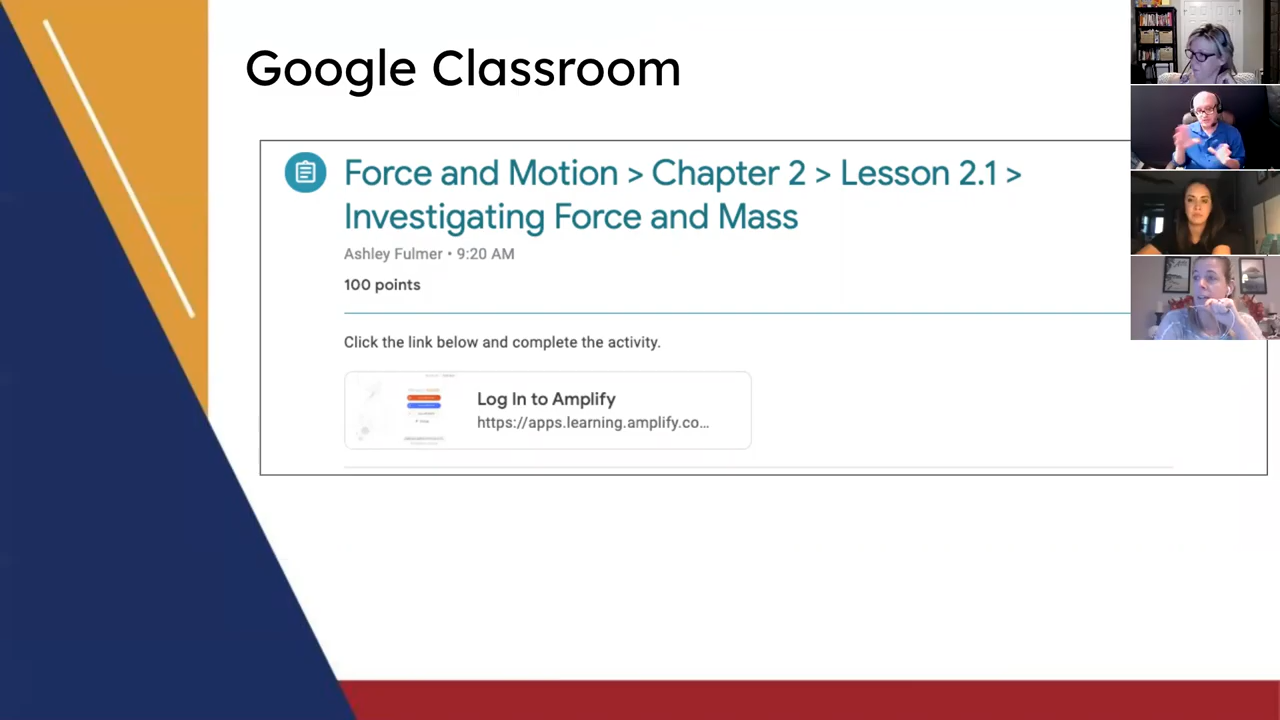 Google Classroom
Force and Motion > Chapter 2 > Lesson 2.1 >
Investigating Force and Mass
Ashley Fulmer • 9:20 AM
100 points
Click the link below and complete the activity.
Log In to Amplify
https://apps.learning.amplify.co...